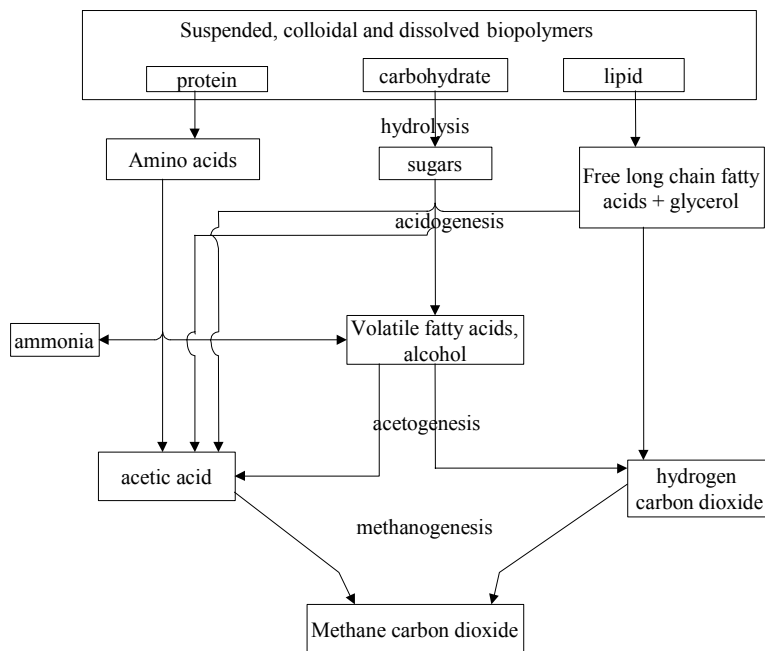 Suspended, colloidal and dissolved biopolymers
protein
carbohydrate
lipid
hydrolysis
Amino acids
sugars
Free long chain fatty
acids + glycerol
acidogenesis
ammonia
Volatile fatty acids,
alcohol
acetogenesis
acetic acid
hydrogen
carbon dioxide
methanogenesis
Methane carbon dioxide